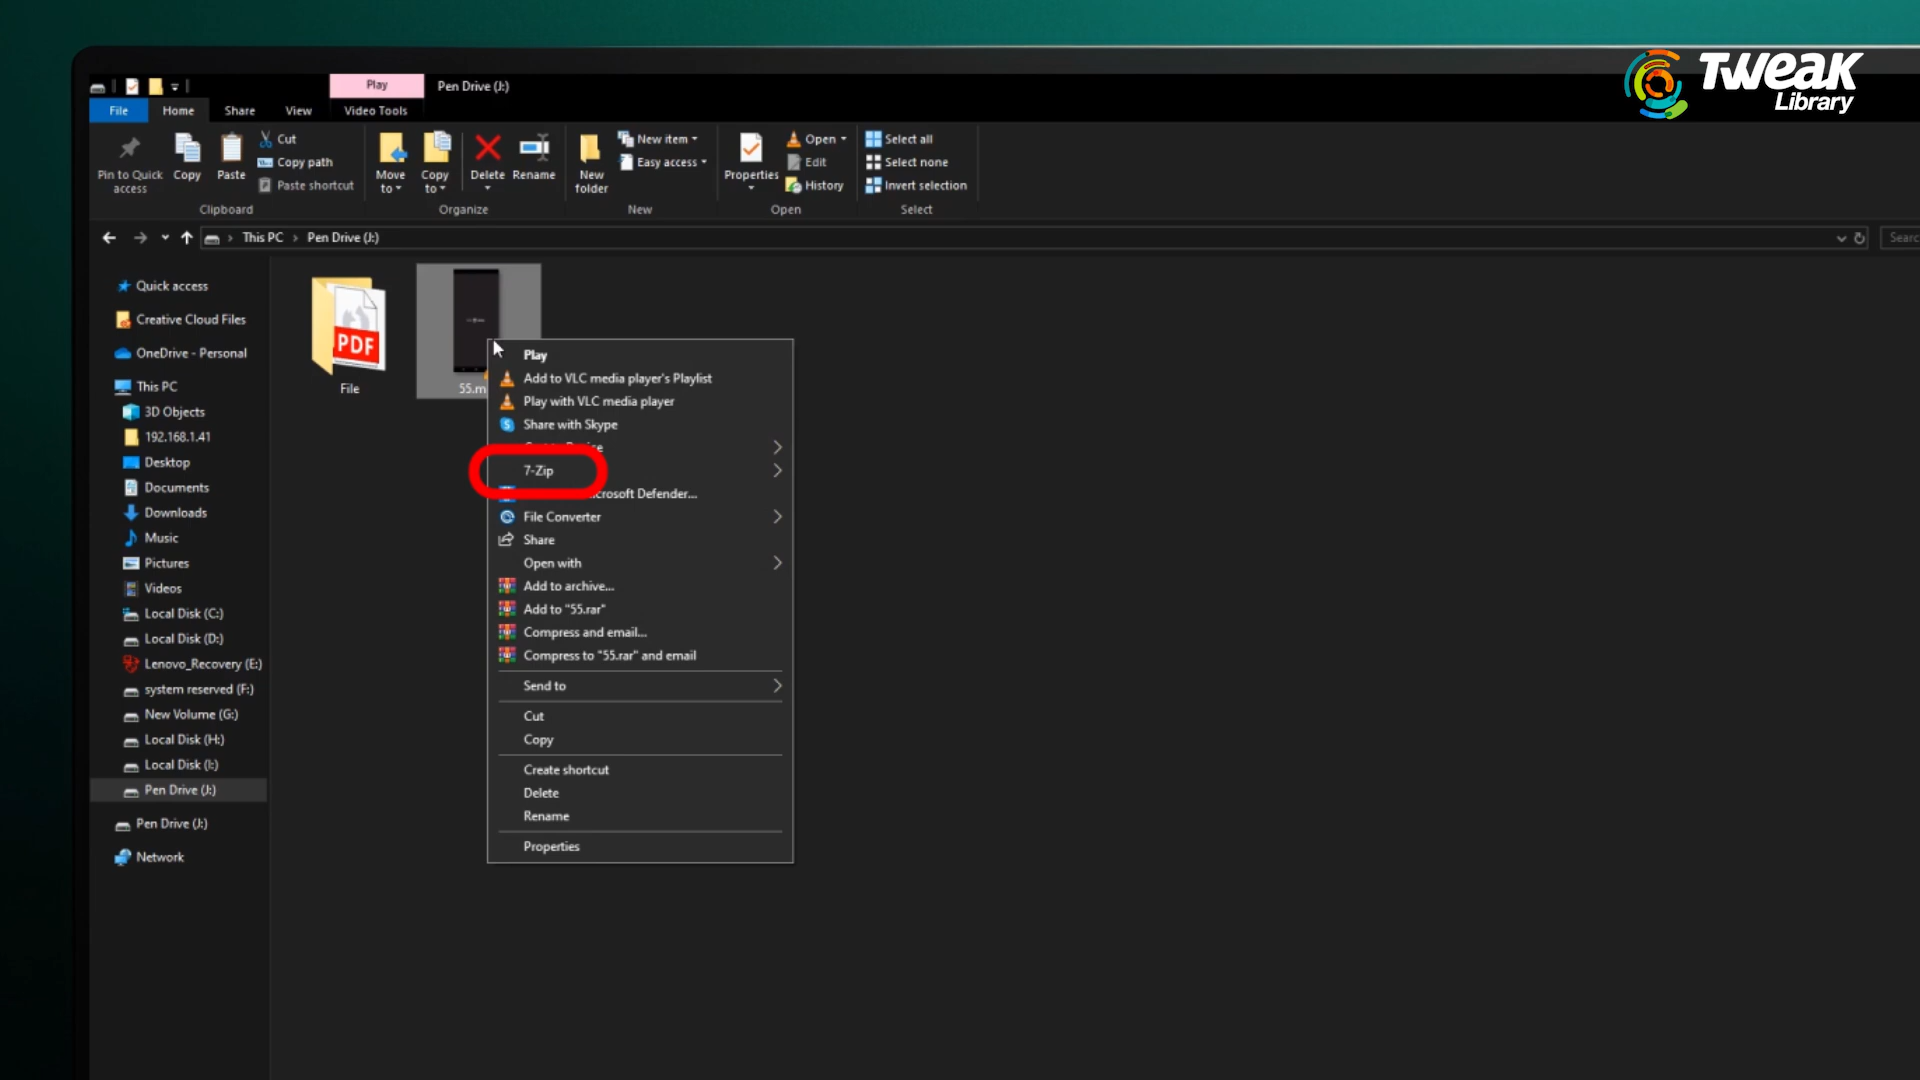 TWEAK
Library
Play
Pen Drive (J:)
File
Home
Share
View
Video Tools
Pin to Quick access
Copy
Paste
Cut
Copy path
Paste shortcut
Clipboard
Move to
Copy to
Delete
Rename
Organize
New folder
New item
Easy access
New
Properties
Open
Edit
History
Open
Select all
Select none
Invert selection
Select
This PC
Pen Drive (J:)
Searc
Quick access
Creative Cloud Files
OneDrive - Personal
This PC
3D Objects
192.168.1.41
Desktop
Documents
Downloads
Music
Pictures
Videos
Local Disk (C:)
Local Disk (D:)
Lenovo_Recovery (E:)
system reserved (F:)
New Volume (G:)
Local Disk (H:)
Local Disk (I:)
Pen Drive (J:)
Pen Drive (J:)
Network
PDF
File
55.m
Play
Add to VLC media player's Playlist
Play with VLC media player
Share with Skype
7-Zip
crosoft Defender...
File Converter
Share
Open with
Add to archive...
Add to "55.rar"
Compress and email...
Compress to "55.rar" and email
Send to
Cut
Copy
Create shortcut
Delete
Rename
Properties